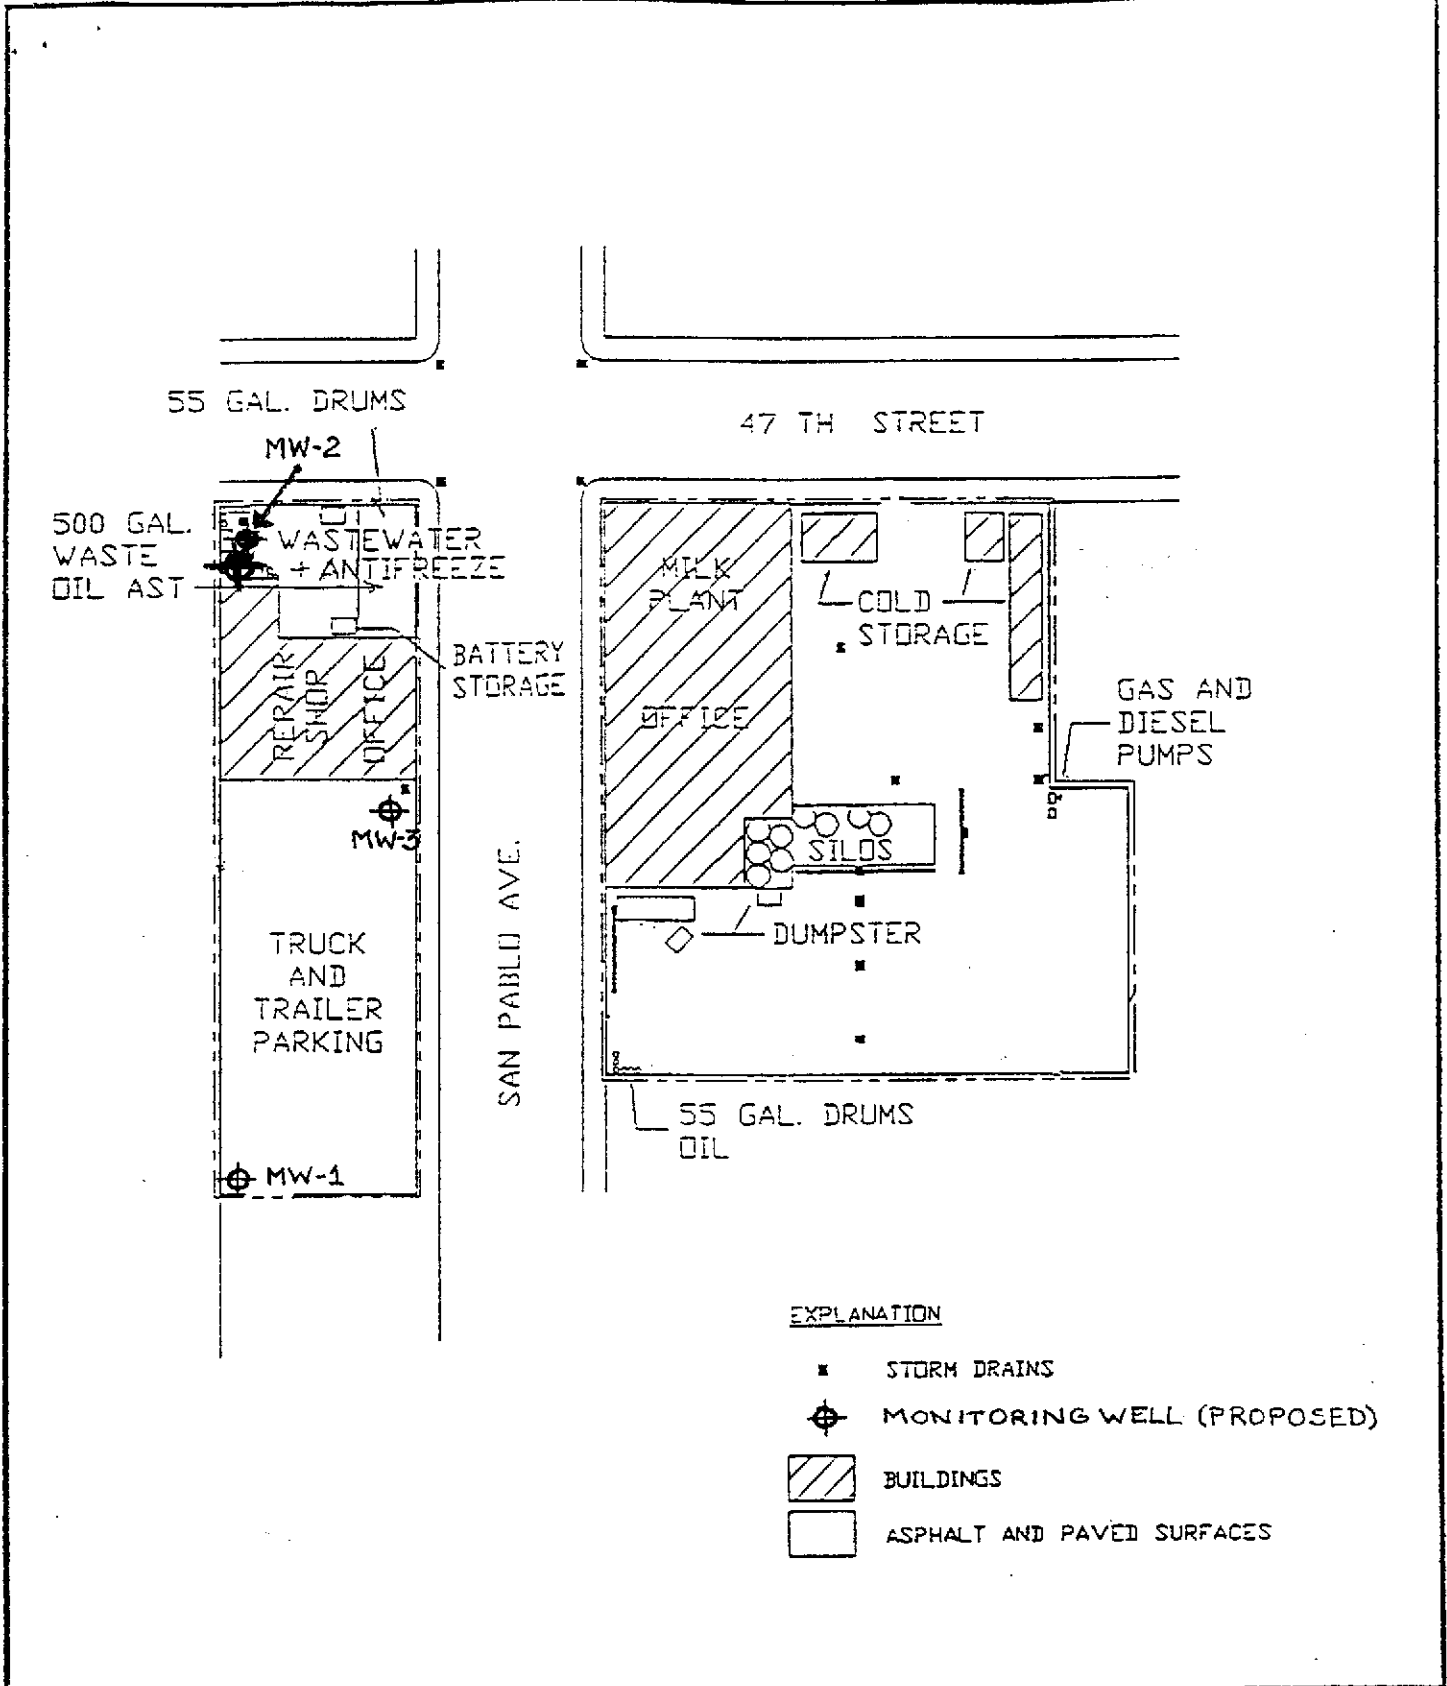 55 GAL. DRUMS
47 TH STREET
MW-2
500 GAL.
WASTE
OIL AST
WASTEWATER
+ ANTIFREEZE
MILK
PLANT
COLD
STORAGE
BATTERY
STORAGE
RERAIR
SHOP
OFFICE
OFFICE
GAS AND
DIESEL
PUMPS
MW-3
SILOS
SAN PABLO AVE.
DUMPSTER
TRUCK
AND
TRAILER
PARKING
55 GAL. DRUMS
OIL
MW-1
EXPLANATION
STORM DRAINS
MONITORING WELL (PROPOSED)
BUILDINGS
ASPHALT AND PAVED SURFACES